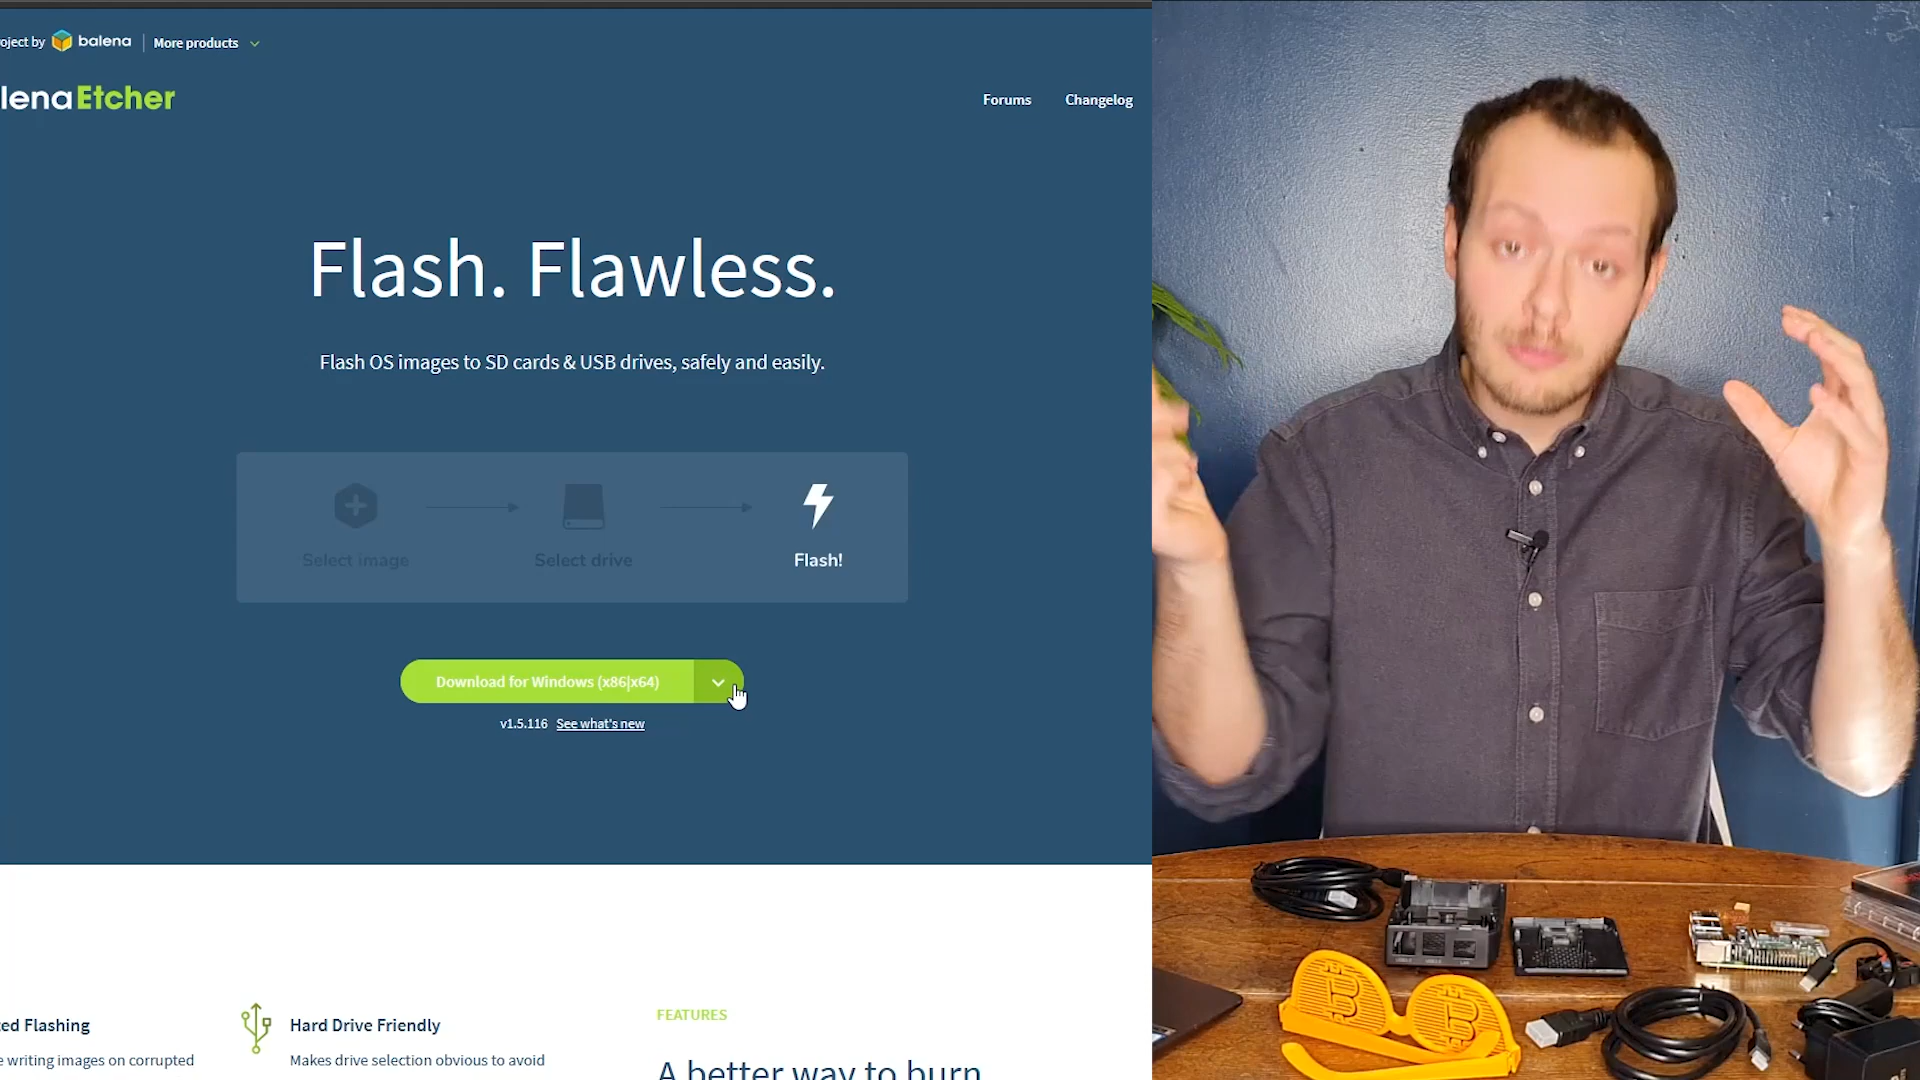 oject by balena More products
lena Etcher
Forums Changelog
Flash. Flawless.
Flash OS images to SD cards & USB drives, safely and easily.
Select image Select drive Flash!
Download for Windows (x86|x64)
v1.5.116 See what's new
ed Flashing
e writing images on corrupted
Hard Drive Friendly
Makes drive selection obvious to avoid
FEATURES
A better way to burn